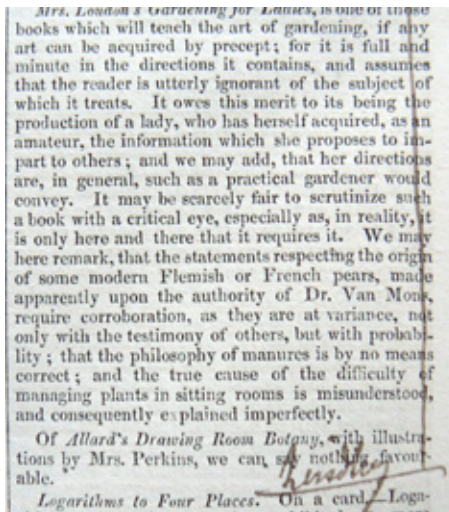 Mrs. Loudon's Gardening for Ladies, is one of those
books which will teach the art of gardening, if any
art can be acquired by precept; for it is full and
minute in the directions it contains, and assumes
that the reader is utterly ignorant of the subject of
which it treats. It owes this merit to its being the
production of a lady, who has herself acquired, as an
amateur, the information which she proposes to im-
part to others; and we may add, that her directions
are, in general, such as a practical gardener would
convey. It may be scarcely fair to scrutinize such
a book with a critical eye, especially as, in reality, it
is only here and there that it requires it. We may
here remark, that the statements respecting the origin
of some modern Flemish or French pears, made
apparently upon the authority of Dr. Van Mons,
require corroboration, as they are at variance, not
only with the testimony of others, but with probabi-
lity; that the philosophy of manures is by no means
correct; and the true cause of the difficulty of
managing plants in sitting rooms is misunderstood,
and consequently explained imperfectly.
Of Allard's Drawing Room Botany, with illustra-
tions by Mrs. Perkins, we can say nothing favour-
able.
Logarithms to Four Places. On a card.—Loga-